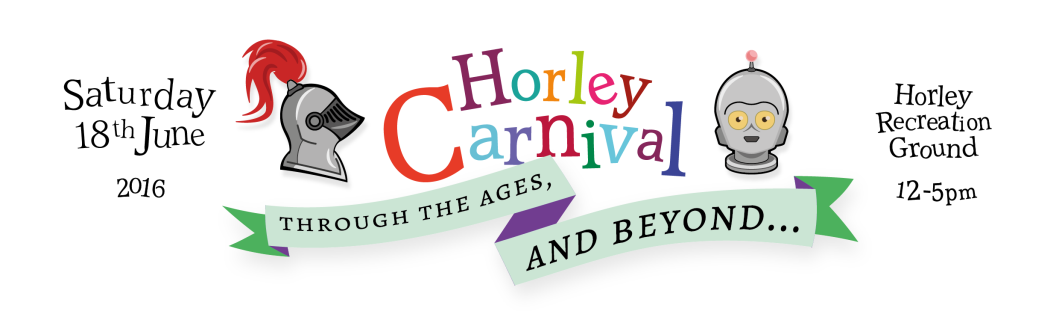 Saturday
18th June
2016
Horley
Carnival
THROUGH THE AGES,
AND BEYOND...
Horley
Recreation
Ground
12-5pm